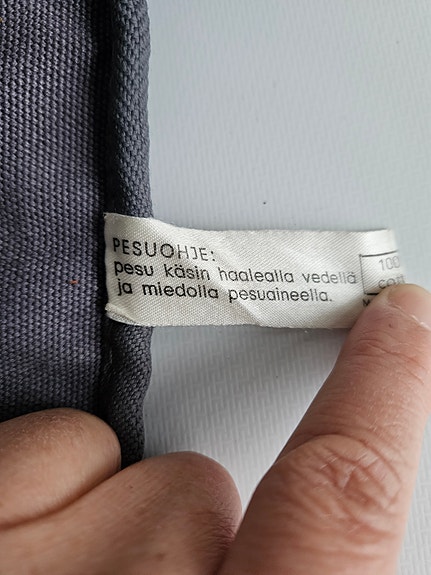 PESUOHJE:
pesu käsin haalealla vedellä
ja miedolla pesuaineella.
100